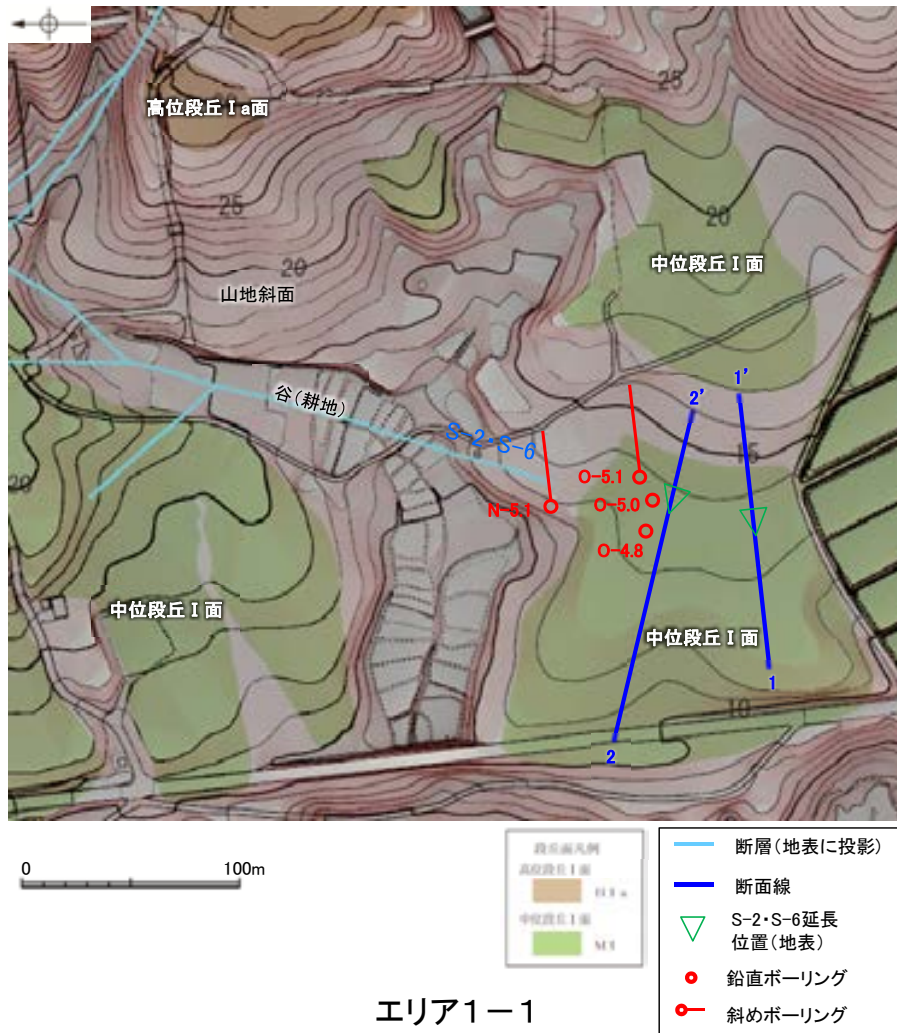 高位段丘Ⅰa面
25
25
20
20
山地斜面
中位段丘Ⅰ面
谷(耕地)
1'
2'
S-2・S-6
15
20
O-5.1
N-5.1
O-5.0
O-4.8
中位段丘Ⅰ面
中位段丘Ⅰ面
1
10
2
0
100m
段丘面凡例
高位段丘Ⅰ面
HⅠa
中位段丘Ⅰ面
MⅠ
断層(地表に投影)
断面線
S-2・S-6延長
位置(地表)
鉛直ボーリング
斜めボーリング
エリア1-1